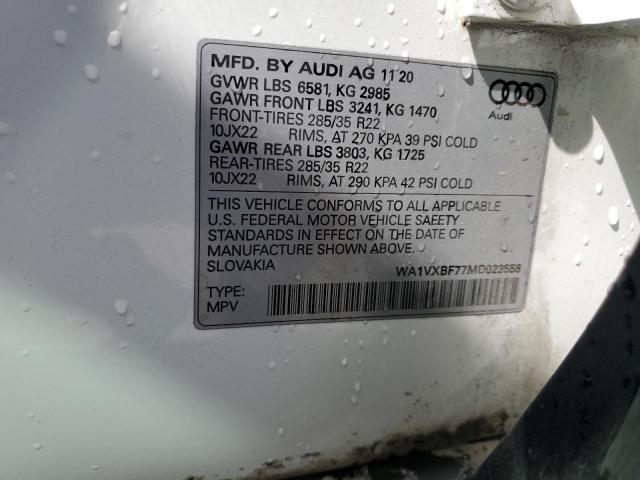 MFD. BY AUDI AG 11 20
GVWR LBS 6581, KG 2985
GAWR FRONT LBS 3241, KG 1470
FRONT-TIRES 285/35 R22
10JX22 RIMS, AT 270 KPA 39 PSI COLD
GAWR REAR LBS 3803, KG 1725
REAR-TIRES 285/35 R22
10JX22 RIMS, AT 290 KPA 42 PSI COLD
Audi
THIS VEHICLE CONFORMS TO ALL APPLICABLE
U.S. FEDERAL MOTOR VEHICLE SAFETY
STANDARDS IN EFFECT ON THE DATE OF
MANUFACTURE SHOWN ABOVE.
SLOVAKIA WA1VXBF77MD023558
TYPE:
MPV